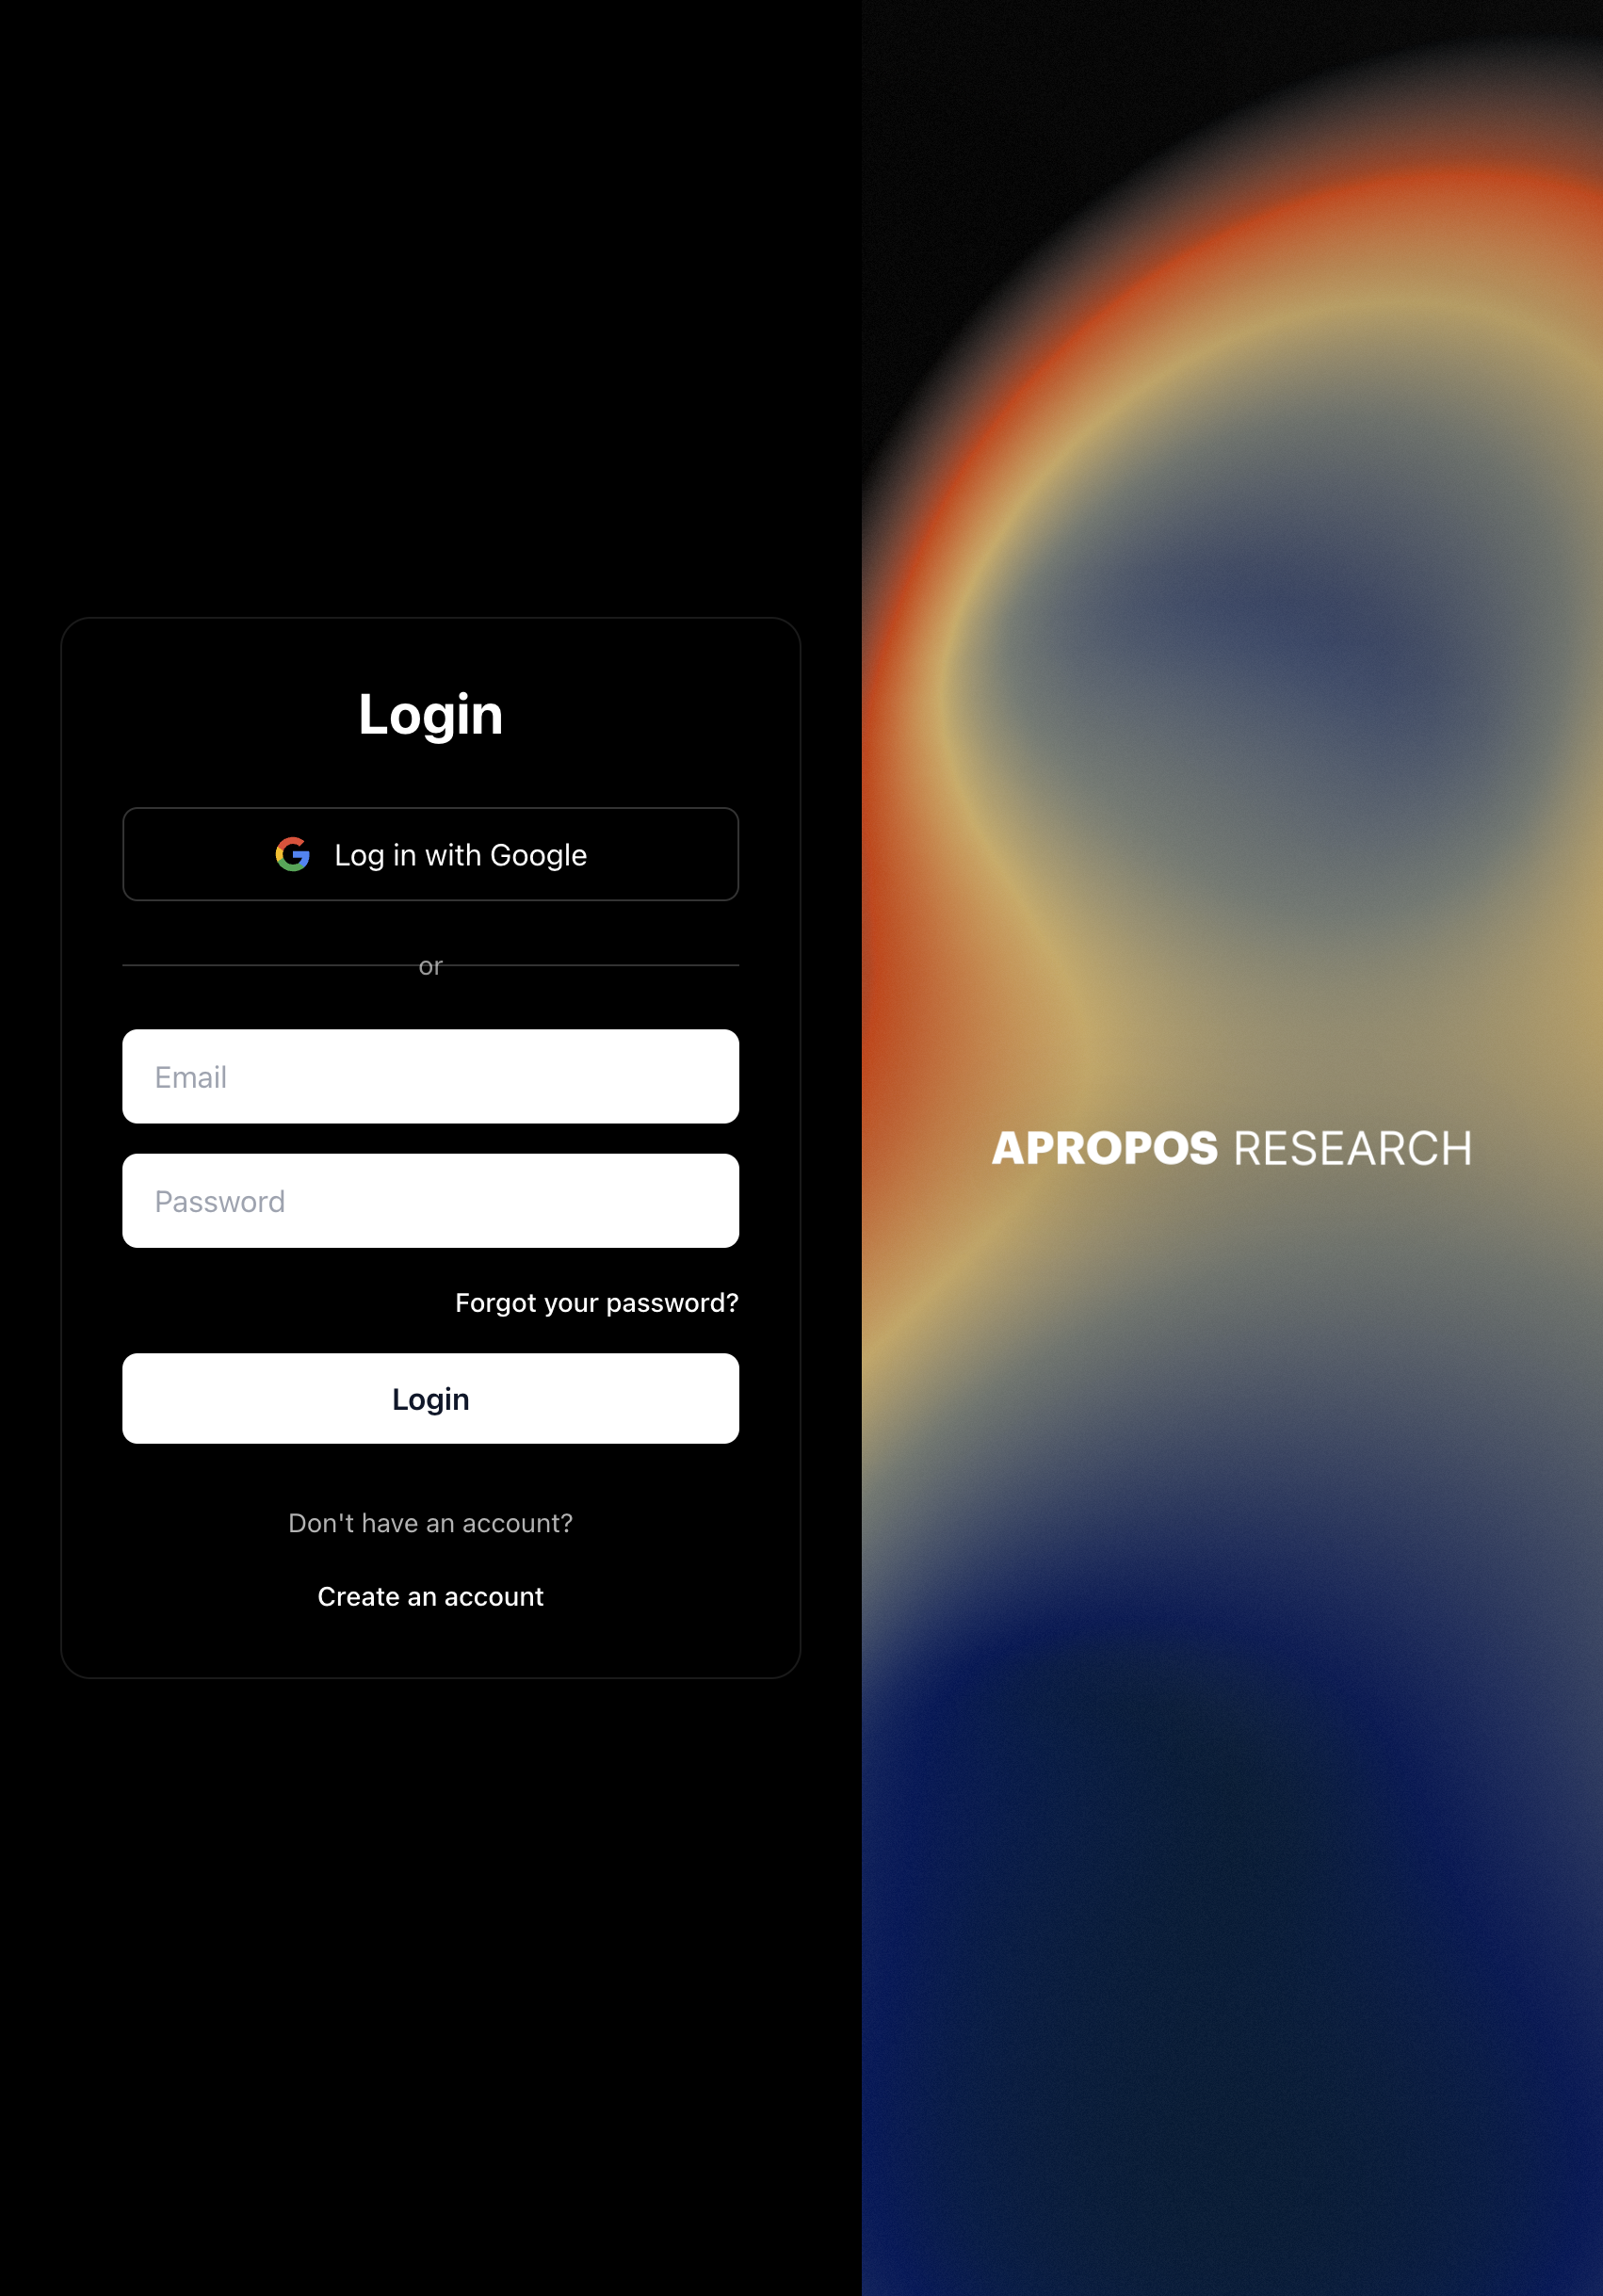 Login
Log in with Google
or
Email
Password
Forgot your password?
Login
Don't have an account?
Create an account
APROPOS RESEARCH